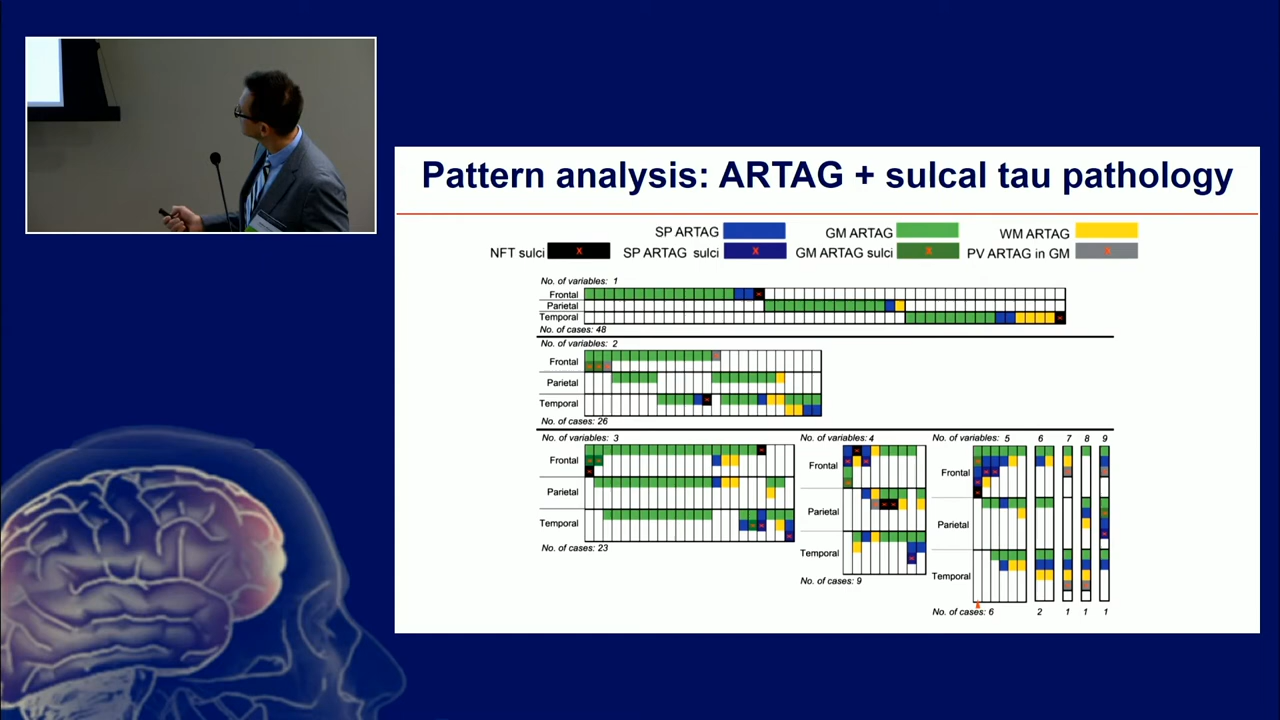 Pattern analysis: ARTAG + sulcal tau pathology
SP ARTAG GM ARTAG WM ARTAG
NFT sulci x SP ARTAG sulci x GM ARTAG sulci x PV ARTAG in GM x
No. of variables: 1
Frontal
Parietal
Temporal
No. of cases: 48
No. of variables: 2
Frontal
Parietal
Temporal
No. of cases: 26
No. of variables: 3
Frontal
Parietal
Temporal
No. of cases: 23
No. of variables: 4
Frontal
Parietal
Temporal
No. of cases: 9
No. of variables: 5 6 7 8 9
Frontal
Parietal
Temporal
No. of cases: 6 2 1 1 1